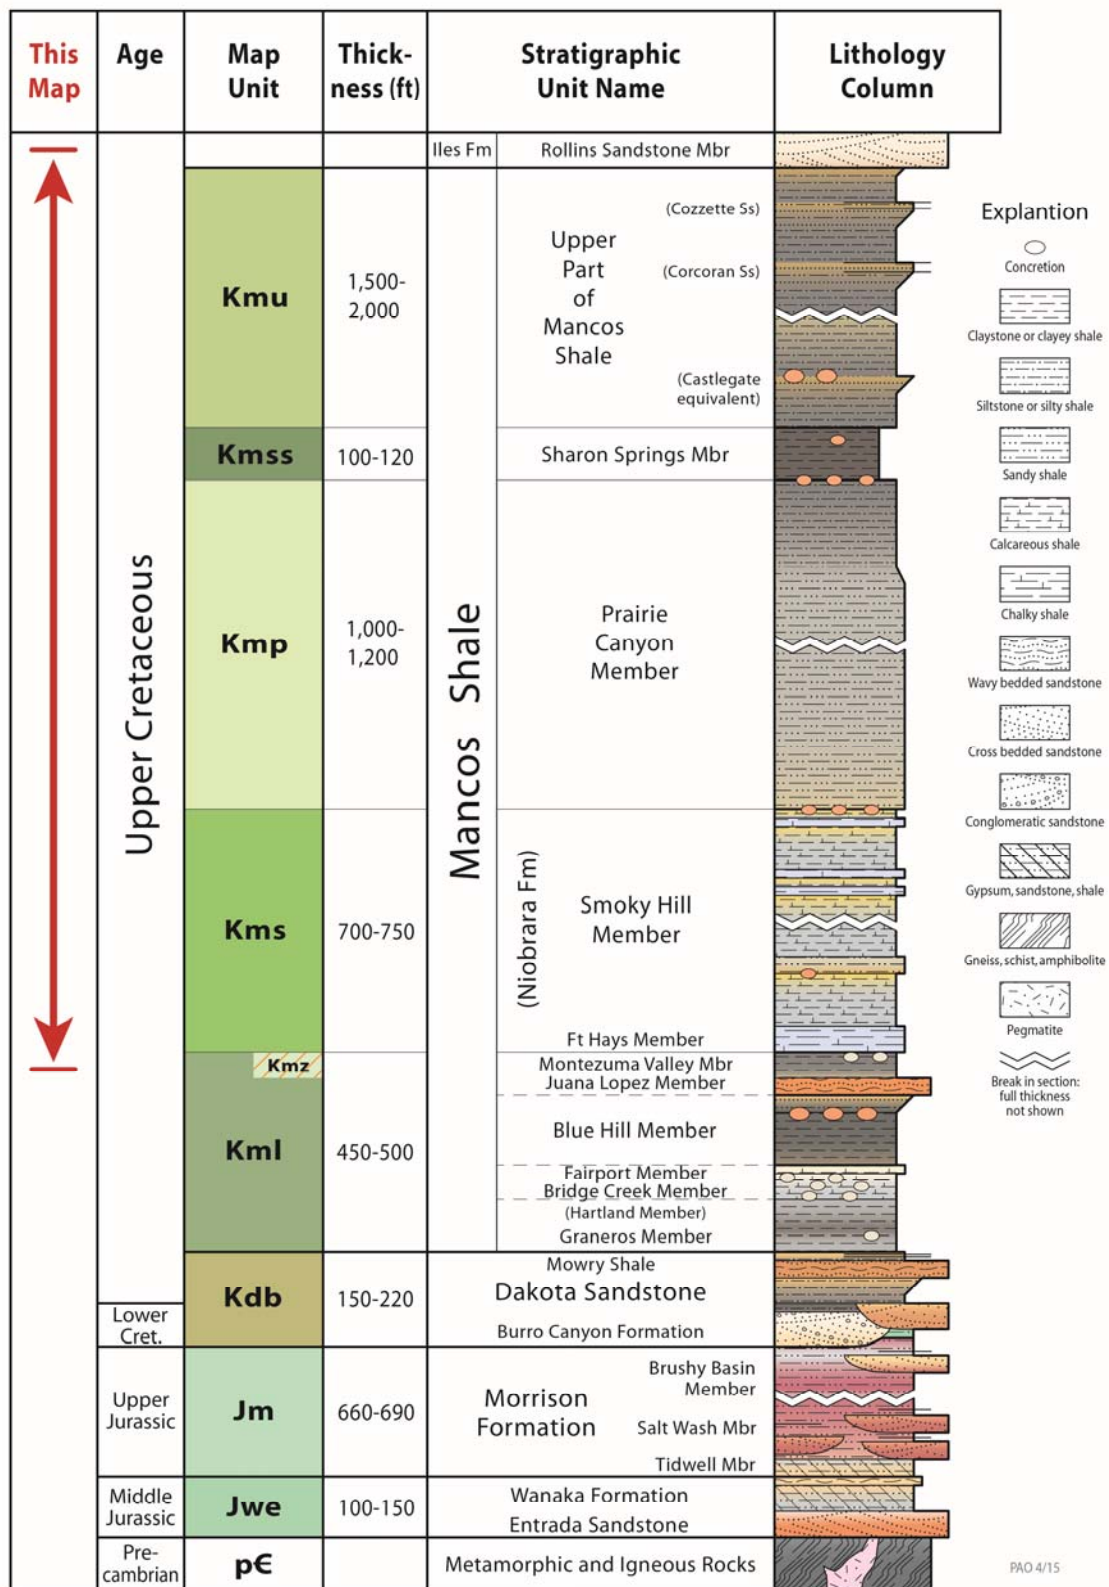 This
Map
Age
Map
Unit
Thick-
ness (ft)
Stratigraphic
Unit Name
Lithology
Column
Iles Fm
Rollins Sandstone Mbr
Upper Cretaceous
Kmu
1,500-
2,000
Mancos Shale
Upper
Part
of
Mancos
Shale
(Cozzette Ss)
(Corcoran Ss)
(Castlegate
equivalent)
Kmss
100-120
Sharon Springs Mbr
Kmp
1,000-
1,200
Prairie
Canyon
Member
Kms
700-750
(Niobrara Fm)
Smoky Hill
Member
Ft Hays Member
Kmz
Montezuma Valley Mbr
Juana Lopez Member
Kml
450-500
Blue Hill Member
Fairport Member
Bridge Creek Member
(Hartland Member)
Graneros Member
Kdb
150-220
Mowry Shale
Dakota Sandstone
Lower
Cret.
Burro Canyon Formation
Upper
Jurassic
Jm
660-690
Morrison
Formation
Brushy Basin
Member
Salt Wash Mbr
Tidwell Mbr
Middle
Jurassic
Jwe
100-150
Wanaka Formation
Entrada Sandstone
Pre-
cambrian
p€
Metamorphic and Igneous Rocks
Explantion
Concretion
Claystone or clayey shale
Siltstone or silty shale
Sandy shale
Calcareous shale
Chalky shale
Wavy bedded sandstone
Cross bedded sandstone
Conglomeratic sandstone
Gypsum, sandstone, shale
Gneiss, schist, amphibolite
Pegmatite
Break in section:
full thickness
not shown
PAO 4/15